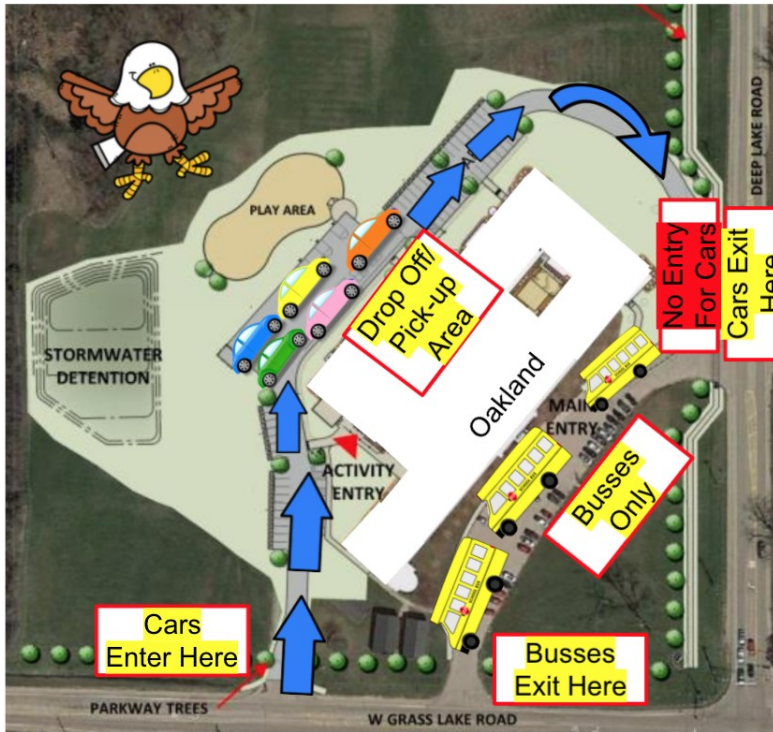 PLAY AREA
DEEP LAKE ROAD
No Entry
For Cars
Cars Exit
Here
Drop Off/
Pick-up
Area
STORMWATER
DETENTION
Oakland
MAIN
ENTRY
ACTIVITY
ENTRY
Busses
Only
Cars
Enter Here
Busses
Exit Here
PARKWAY TREES
W GRASS LAKE ROAD